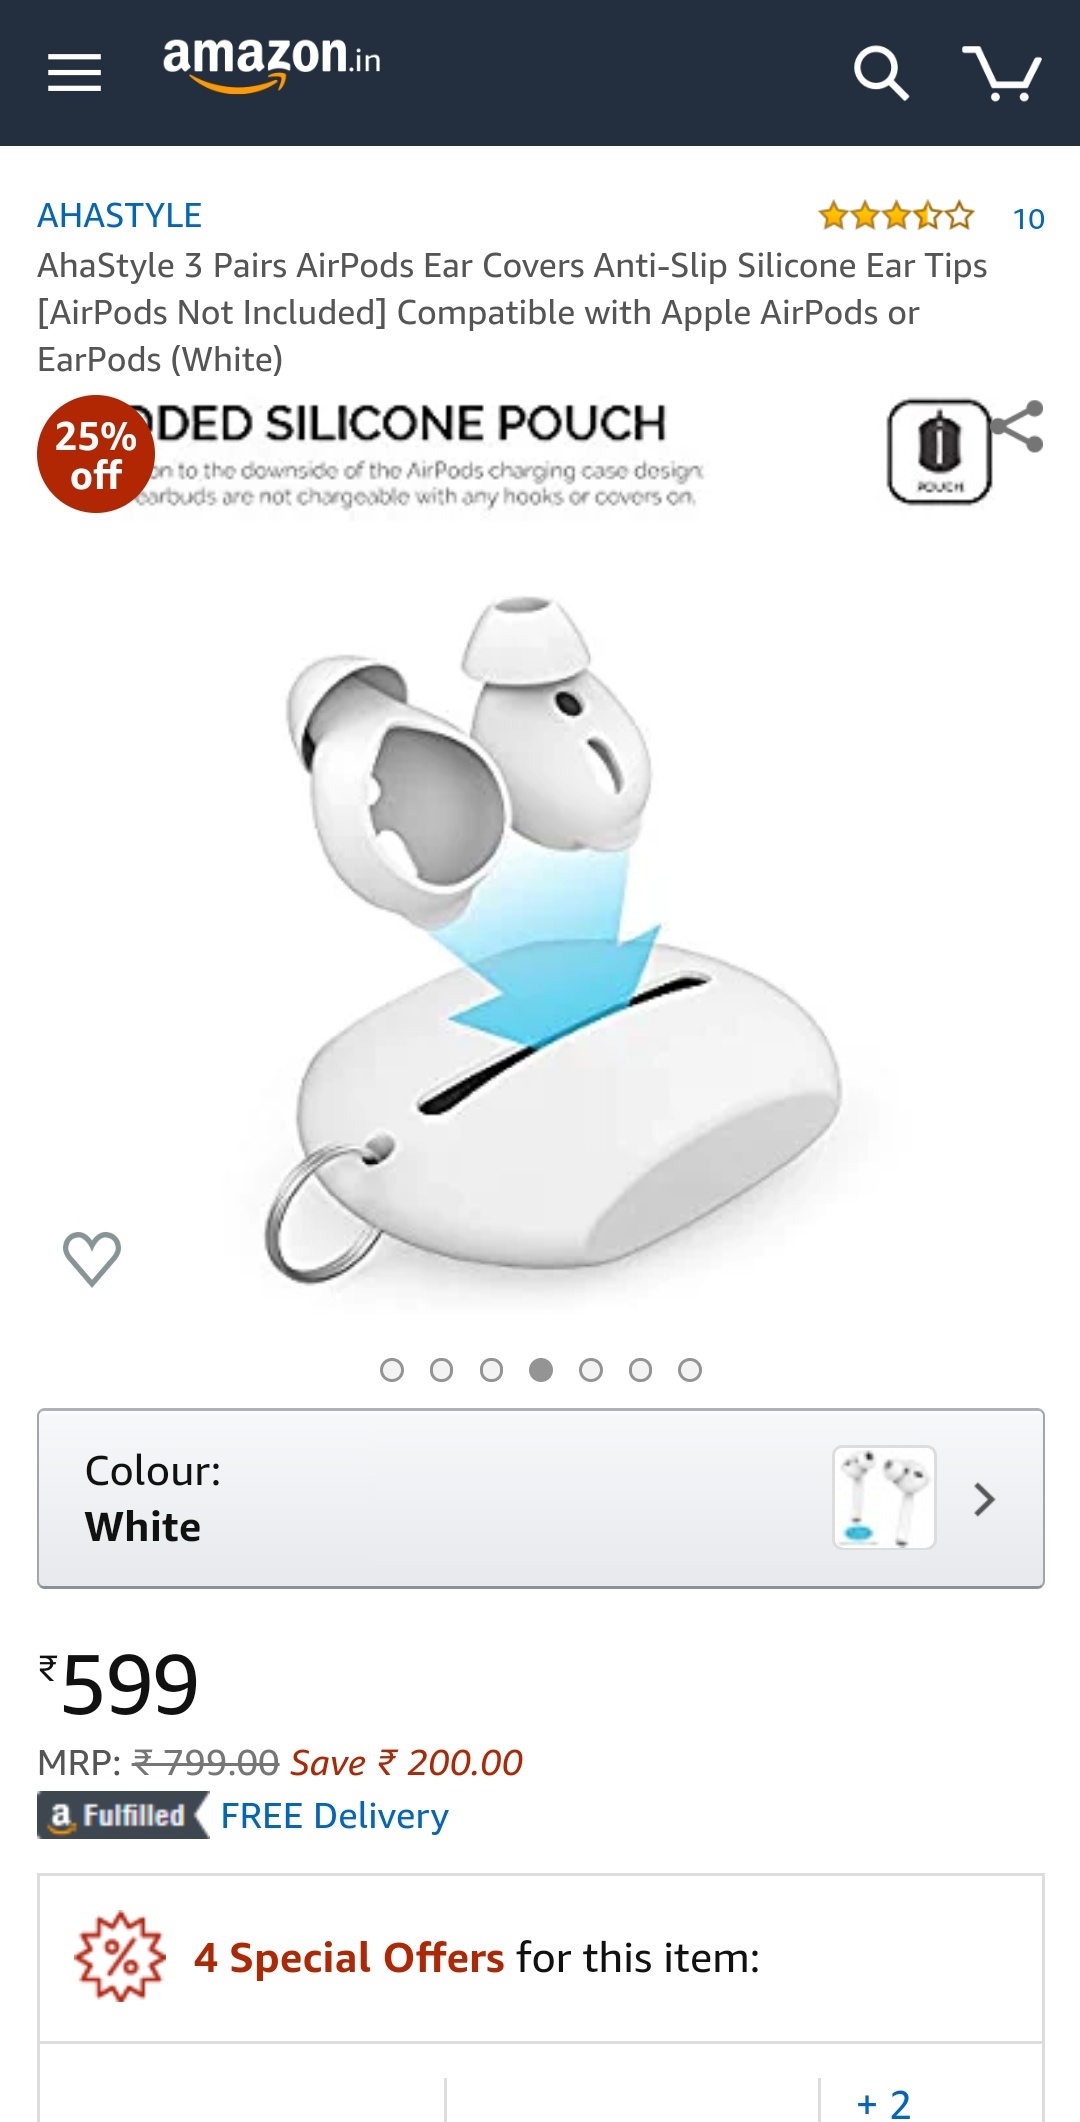 amazon.in
AHASTYLE
10
AhaStyle 3 Pairs AirPods Ear Covers Anti-Slip Silicone Ear Tips
[AirPods Not Included] Compatible with Apple AirPods or
EarPods (White)
25%
off
DED SILICONE POUCH
on to the downside of the AirPods charging case design
earbuds are not chargeable with any hooks or covers on.
POUCH
Colour:
White
₹599
MRP: ₹ 799.00 Save ₹ 200.00
a Fulfilled FREE Delivery
4 Special Offers for this item:
+ 2